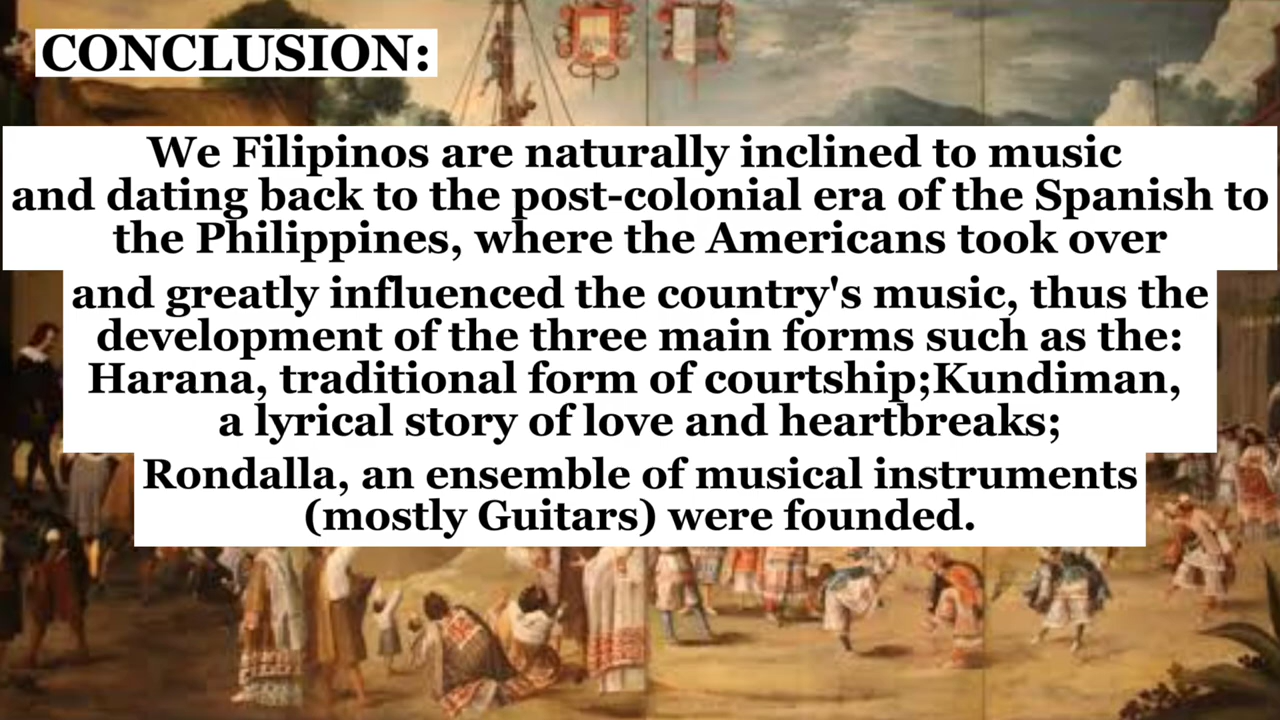 CONCLUSION:
We Filipinos are naturally inclined to music
and dating back to the post-colonial era of the Spanish to
the Philippines, where the Americans took over
and greatly influenced the country's music, thus the
development of the three main forms such as the:
Harana, traditional form of courtship;Kundiman,
a lyrical story of love and heartbreaks;
Rondalla, an ensemble of musical instruments
(mostly Guitars) were founded.